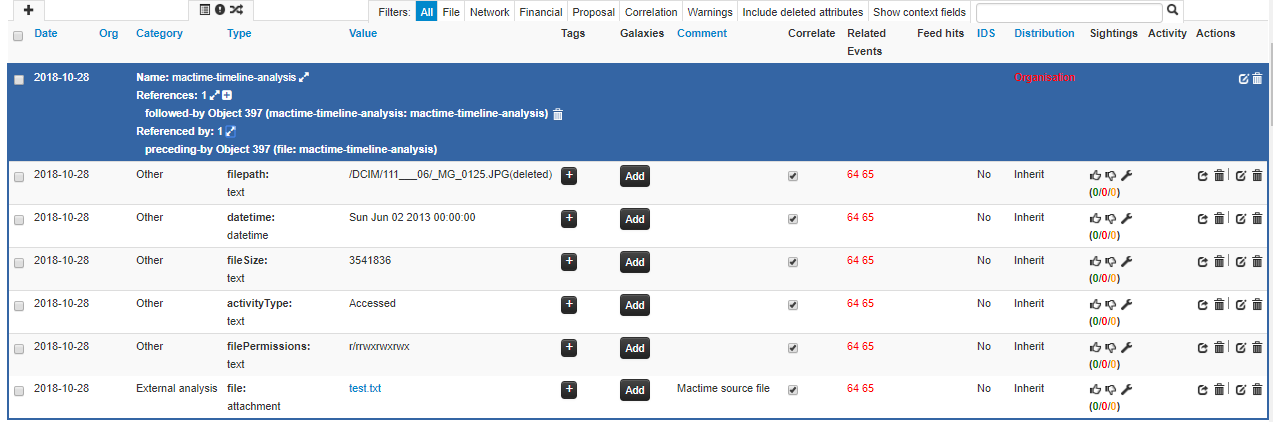 Filters: All File Network Financial Proposal Correlation Warnings Include deleted attributes Show context fields
Date Org Category Type Value Tags Galaxies Comment Correlate Related Events Feed hits IDS Distribution Sightings Activity Actions
2018-10-28 Name: mactime-timeline-analysis Organisation
References: 1
followed-by Object 397 (mactime-timeline-analysis: mactime-timeline-analysis)
Referenced by: 1
preceding-by Object 397 (file: mactime-timeline-analysis)
2018-10-28 Other filepath: /DCIM/111___06/_MG_0125.JPG(deleted) + Add 64 65 No Inherit
text (0/0/0)
2018-10-28 Other datetime: Sun Jun 02 2013 00:00:00 + Add 64 65 No Inherit
datetime (0/0/0)
2018-10-28 Other fileSize: 3541836 + Add 64 65 No Inherit
text (0/0/0)
2018-10-28 Other activityType: Accessed + Add 64 65 No Inherit
text (0/0/0)
2018-10-28 Other filePermissions: r/rrwxrwxrwx + Add 64 65 No Inherit
text (0/0/0)
2018-10-28 External analysis file: test.txt + Add Mactime source file 64 65 No Inherit
attachment (0/0/0)